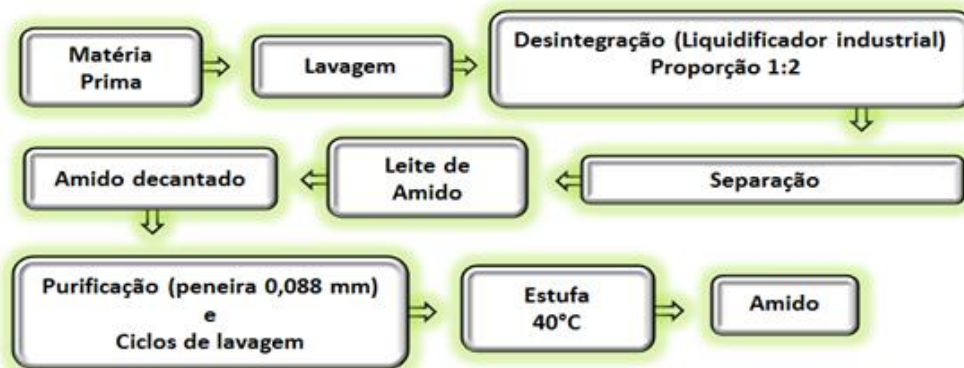 Matéria
Prima
Lavagem
Desintegração (Liquidificador industrial)
Proporção 1:2
Separação
Leite de
Amido
Amido decantado
Purificação (peneira 0,088 mm)
e
Ciclos de lavagem
Estufa
40°C
Amido